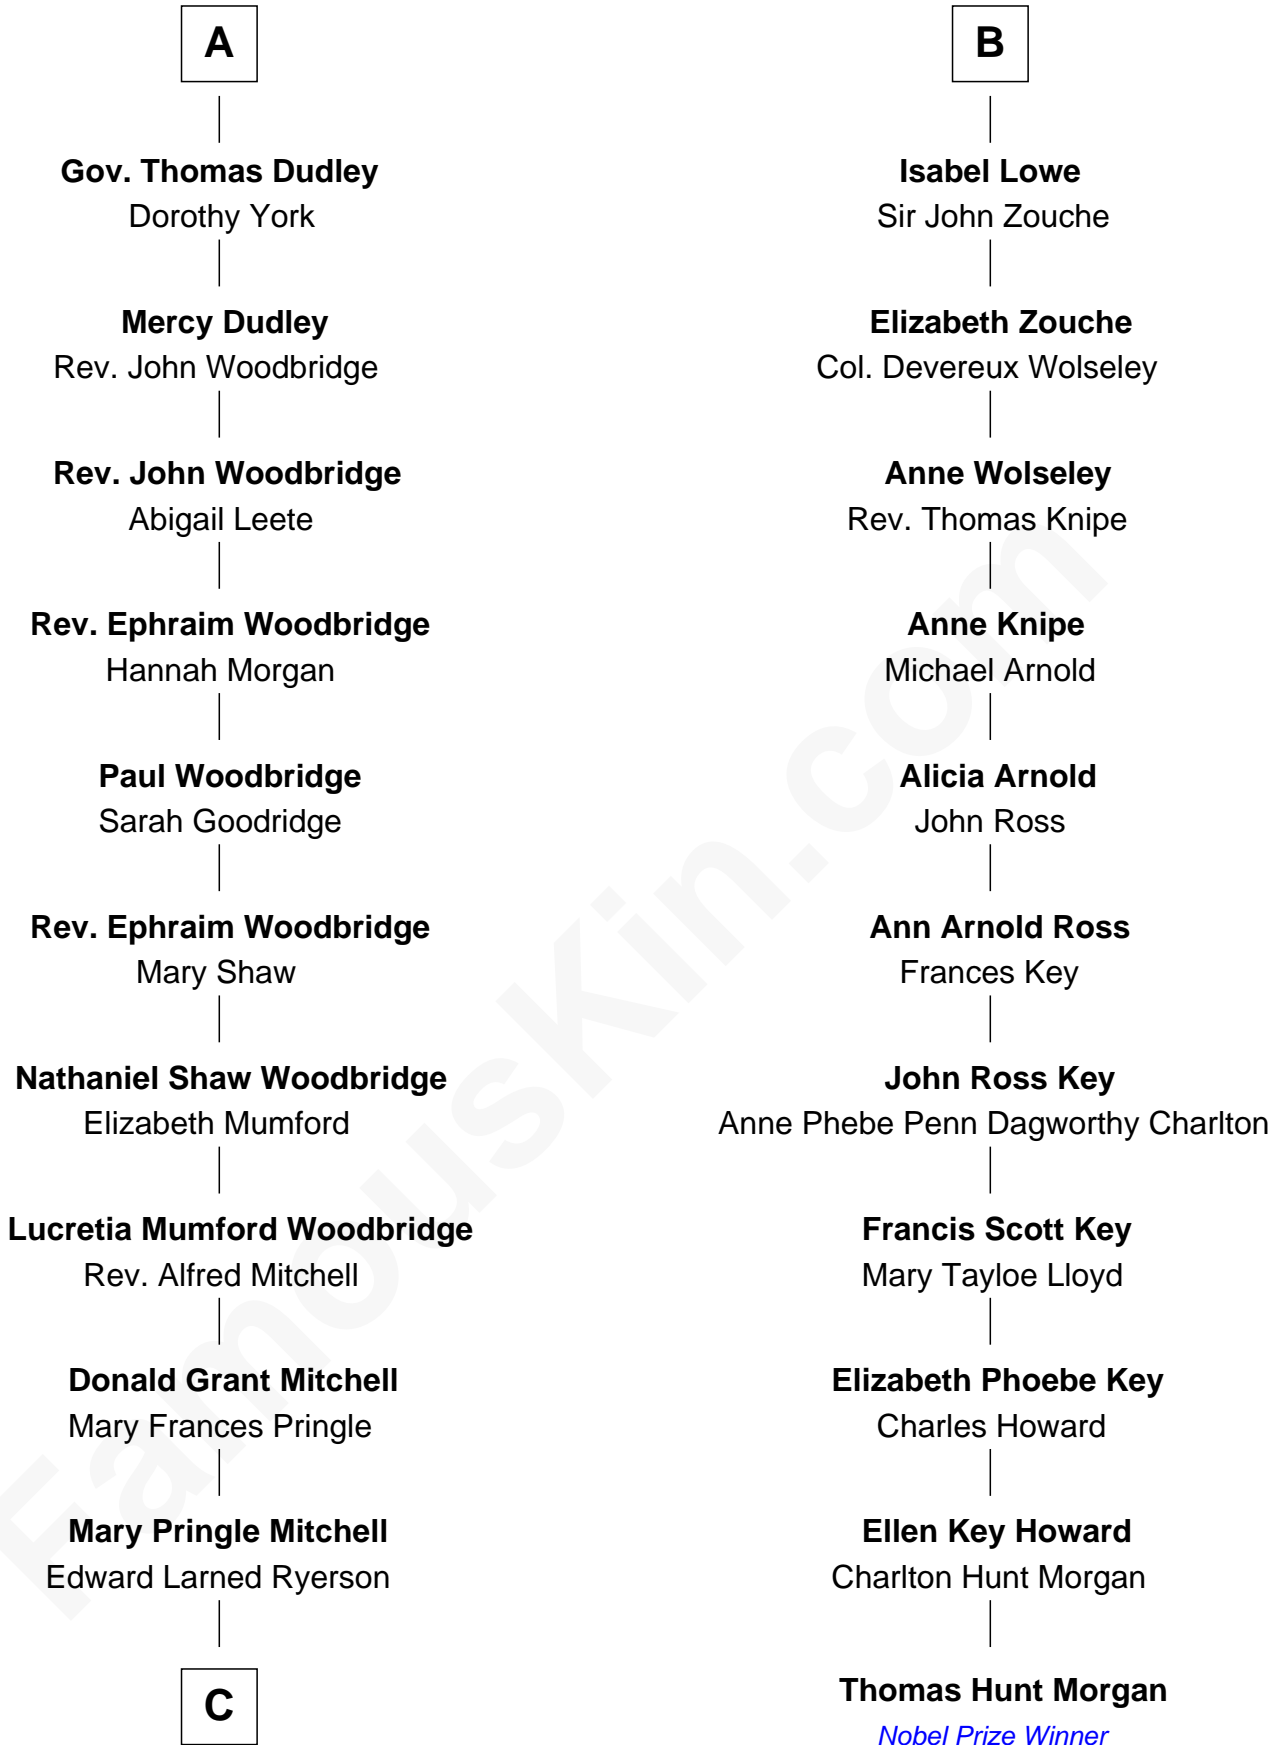 A
Gov. Thomas Dudley
Dorothy York
Mercy Dudley
Rev. John Woodbridge
Rev. John Woodbridge
Abigail Leete
Rev. Ephraim Woodbridge
Hannah Morgan
Paul Woodbridge
Sarah Goodridge
Rev. Ephraim Woodbridge
Mary Shaw
Nathaniel Shaw Woodbridge
Elizabeth Mumford
Lucretia Mumford Woodbridge
Rev. Alfred Mitchell
Donald Grant Mitchell
Mary Frances Pringle
Mary Pringle Mitchell
Edward Larned Ryerson
C
B
Isabel Lowe
Sir John Zouche
Elizabeth Zouche
Col. Devereux Wolseley
Anne Wolseley
Rev. Thomas Knipe
Anne Knipe
Michael Arnold
Alicia Arnold
John Ross
Ann Arnold Ross
Frances Key
John Ross Key
Anne Phebe Penn Dagworthy Charlton
Francis Scott Key
Mary Tayloe Lloyd
Elizabeth Phoebe Key
Charles Howard
Ellen Key Howard
Charlton Hunt Morgan
Thomas Hunt Morgan
Nobel Prize Winner
FamousKin.com